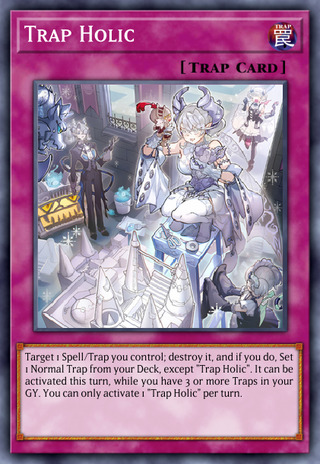 Trap Holic
TRAP
罠
[Trap Card]
Target 1 Spell/Trap you control; destroy it, and if you do, Set
1 Normal Trap from your Deck, except "Trap Holic". It can be
activated this turn, while you have 3 or more Traps in your
GY. You can only activate 1 "Trap Holic" per turn.